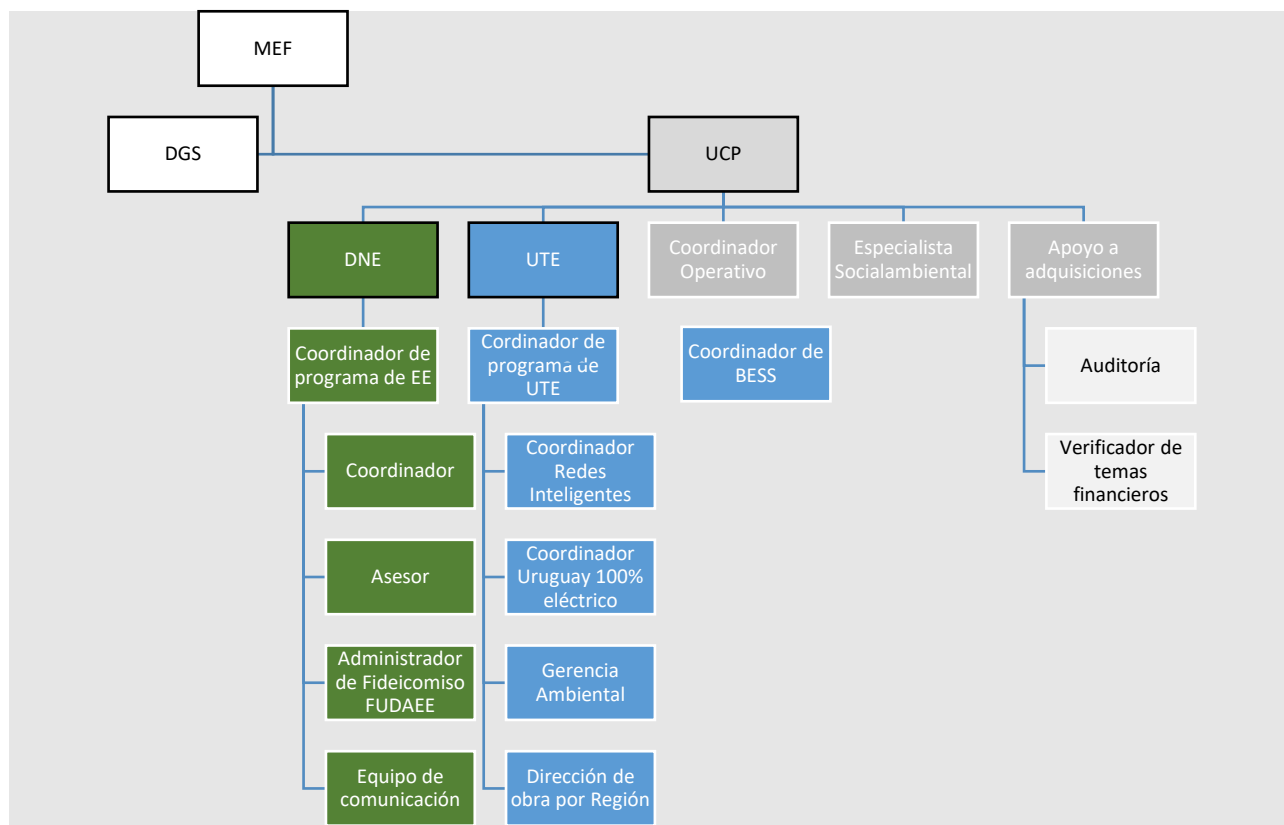 MEF
DGS
UCP
DNE
UTE
Coordinador
Operativo
Especialista
Socialambiental
Apoyo a
adquisiciones
Coordinador de
programa de EE
Cordinador de
programa de
UTE
Coordinador de
BESS
Auditoría
Coordinador
Coordinador
Redes
Inteligentes
Verificador de
temas
financieros
Asesor
Coordinador
Uruguay 100%
eléctrico
Administrador
de Fideicomiso
FUDAEE
Gerencia
Ambiental
Equipo de
comunicación
Dirección de
obra por Región